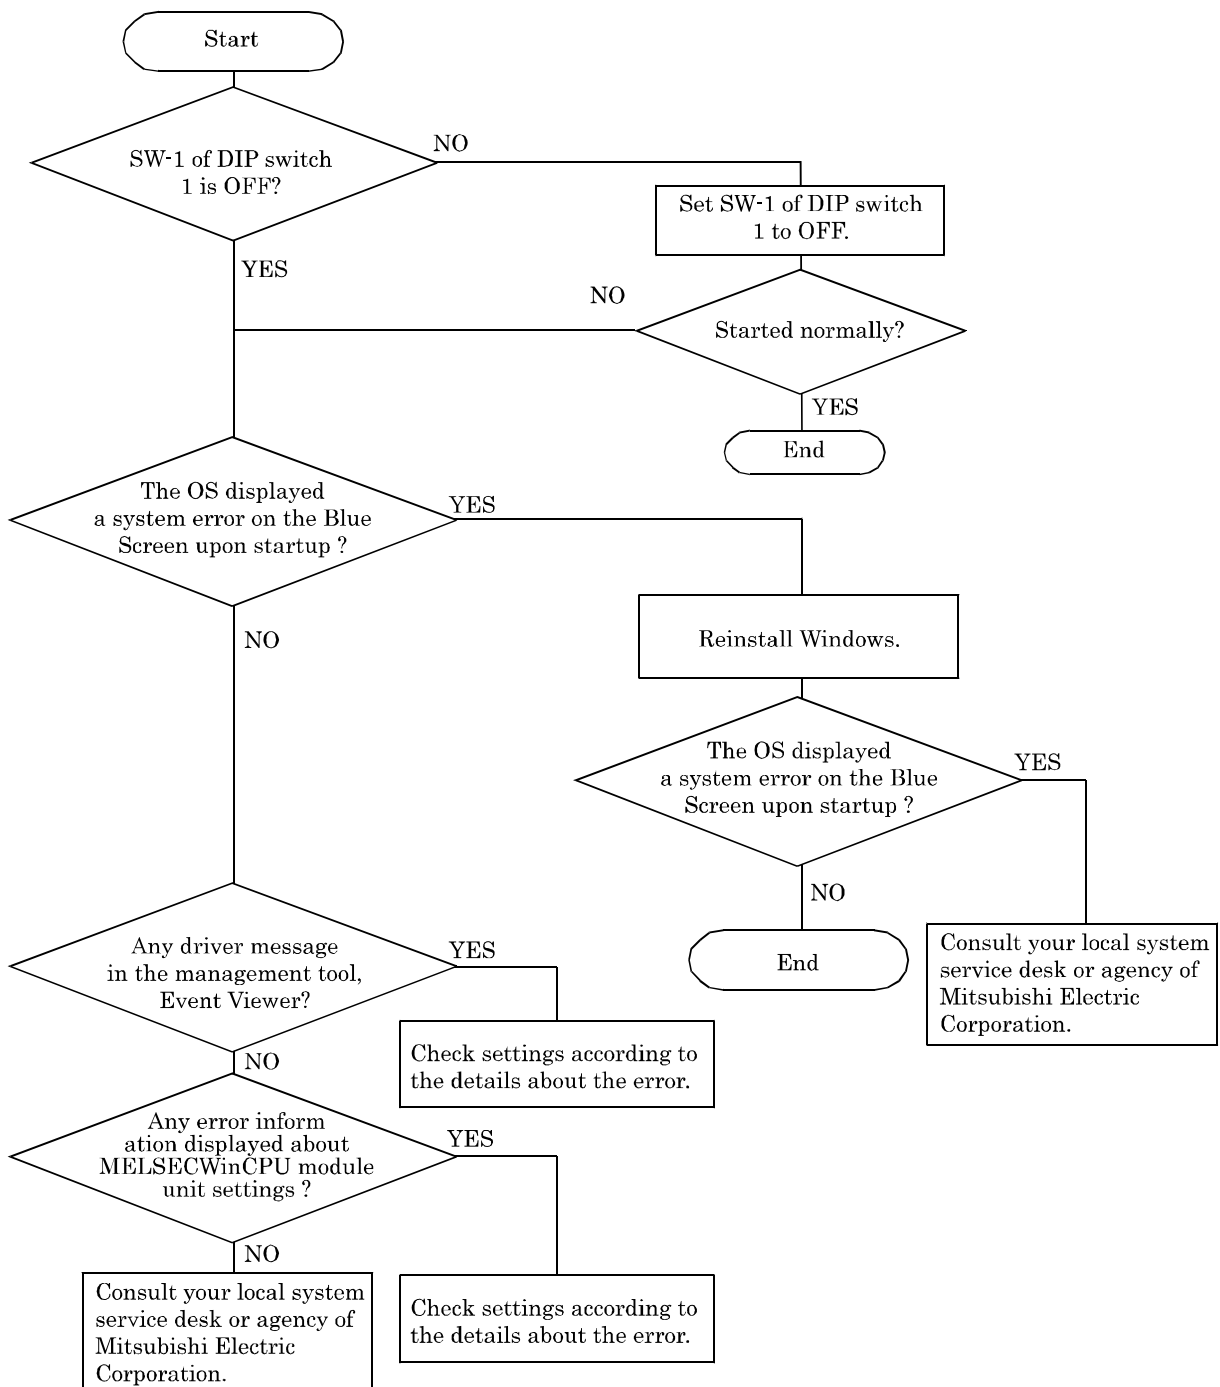 Start
SW-1 of DIP switch
1 is OFF?
NO
Set SW-1 of DIP switch
1 to OFF.
YES
NO
Started normally?
YES
End
The OS displayed
a system error on the Blue
Screen upon startup ?
YES
NO
Reinstall Windows.
The OS displayed
a system error on the Blue
Screen upon startup ?
YES
NO
End
Consult your local system
service desk or agency of
Mitsubishi Electric
Corporation.
Any driver message
in the management tool,
Event Viewer?
YES
Check settings according to
the details about the error.
NO
Any error inform
ation displayed about
MELSECWinCPU module
unit settings ?
YES
Check settings according to
the details about the error.
NO
Consult your local system
service desk or agency of
Mitsubishi Electric
Corporation.